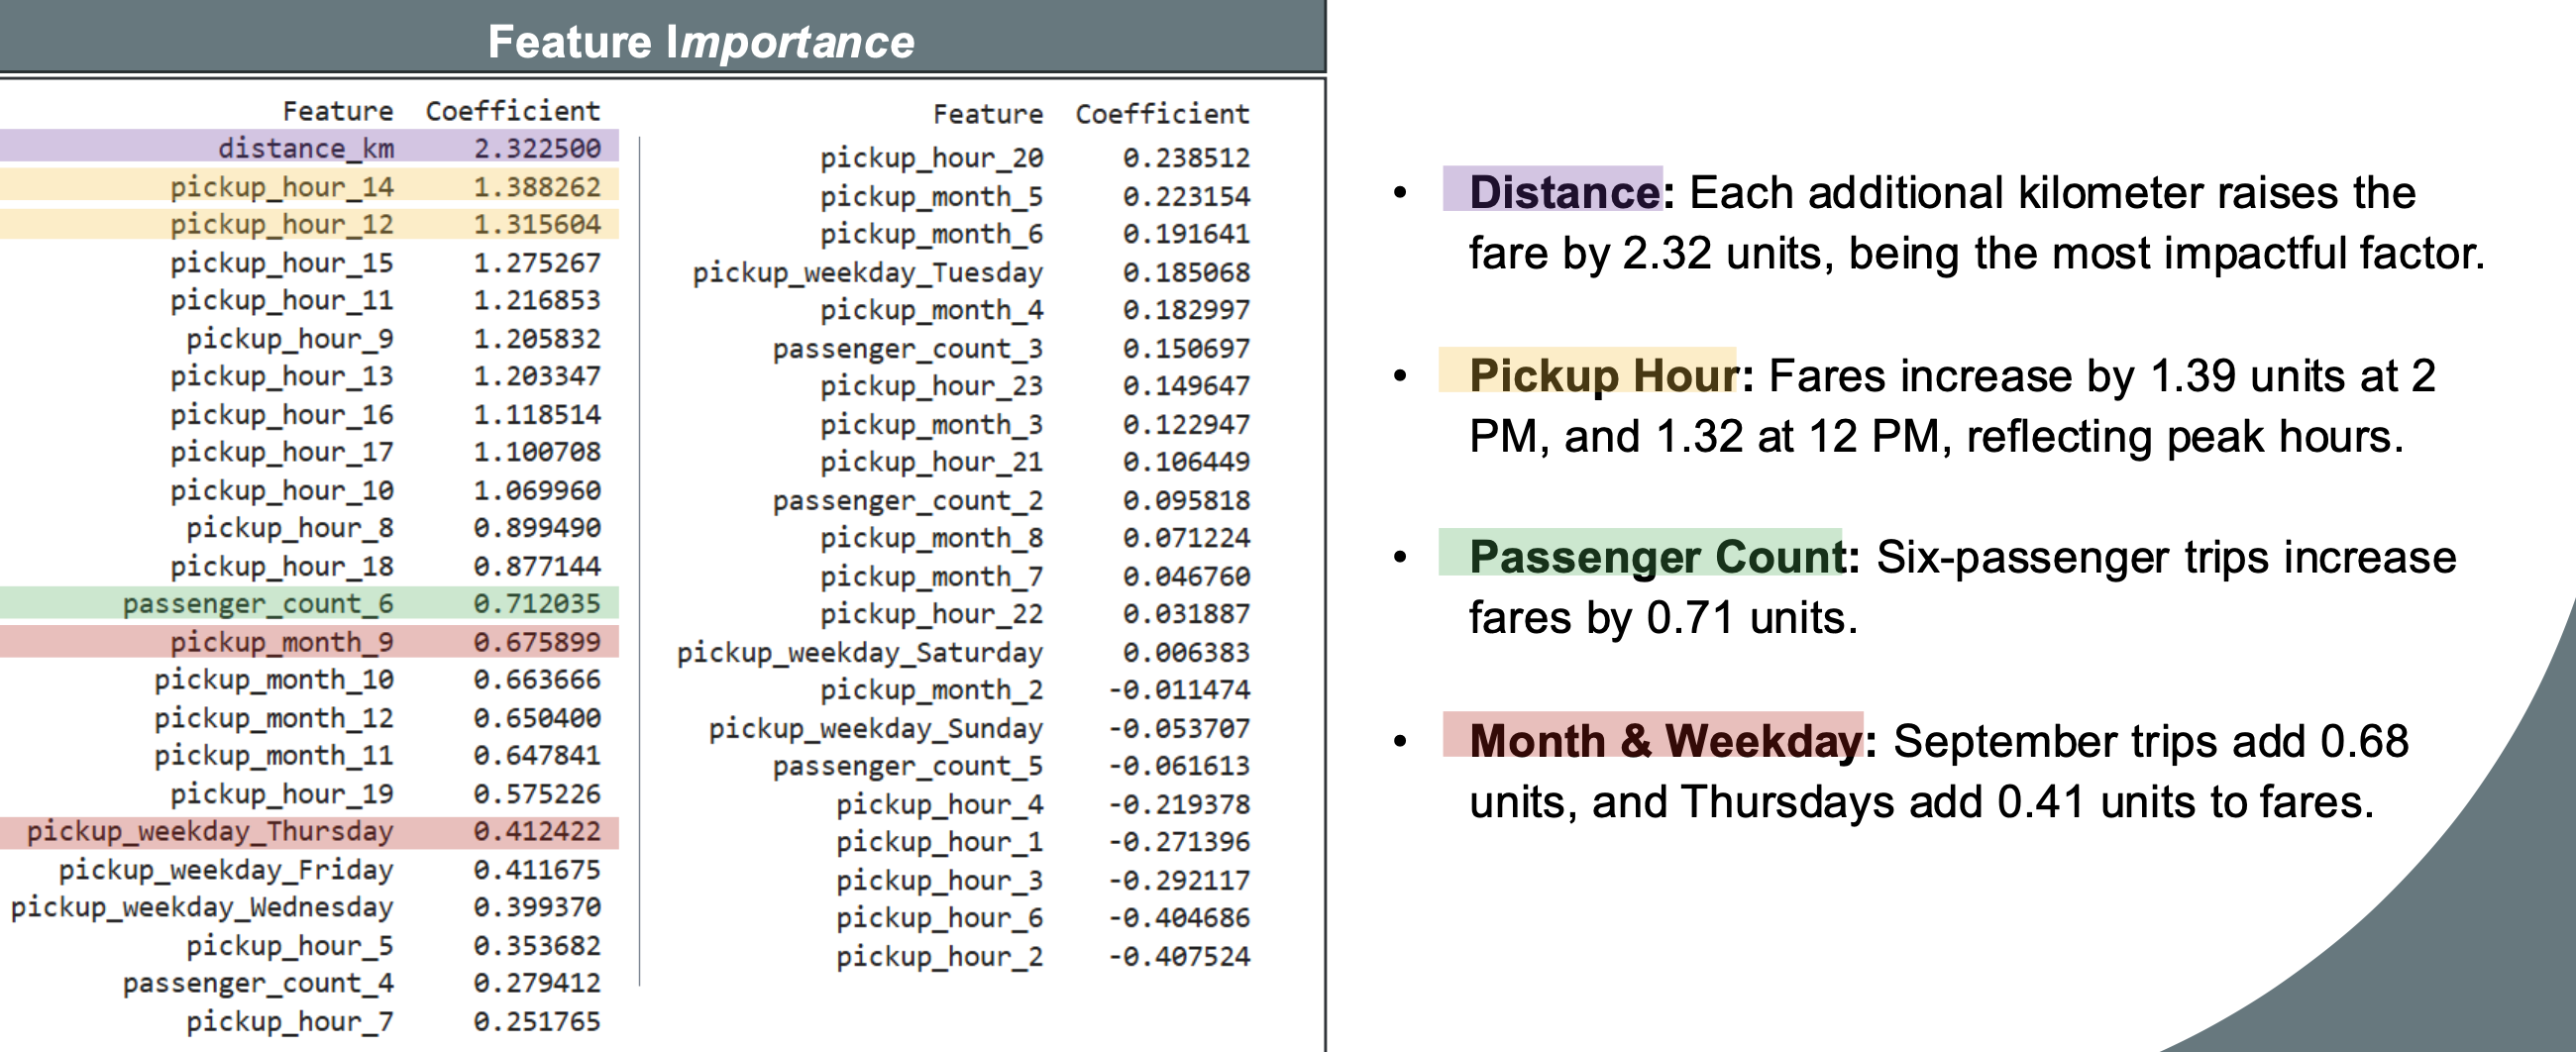 Feature Importance
Feature Coefficient
distance_km 2.322500
pickup_hour_14 1.388262
pickup_hour_12 1.315604
pickup_hour_15 1.275267
pickup_hour_11 1.216853
pickup_hour_9 1.205832
pickup_hour_13 1.203347
pickup_hour_16 1.118514
pickup_hour_17 1.100708
pickup_hour_10 1.069960
pickup_hour_8 0.899490
pickup_hour_18 0.877144
passenger_count_6 0.712035
pickup_month_9 0.675899
pickup_month_10 0.663666
pickup_month_12 0.650400
pickup_month_11 0.647841
pickup_hour_19 0.575226
pickup_weekday_Thursday 0.412422
pickup_weekday_Friday 0.411675
pickup_weekday_Wednesday 0.399370
pickup_hour_5 0.353682
passenger_count_4 0.279412
pickup_hour_7 0.251765
Feature Coefficient
pickup_hour_20 0.238512
pickup_month_5 0.223154
pickup_month_6 0.191641
pickup_weekday_Tuesday 0.185068
pickup_month_4 0.182997
passenger_count_3 0.150697
pickup_hour_23 0.149647
pickup_month_3 0.122947
pickup_hour_21 0.106449
passenger_count_2 0.095818
pickup_month_8 0.071224
pickup_month_7 0.046760
pickup_hour_22 0.031887
pickup_weekday_Saturday 0.006383
pickup_month_2 -0.011474
pickup_weekday_Sunday -0.053707
passenger_count_5 -0.061613
pickup_hour_4 -0.219378
pickup_hour_1 -0.271396
pickup_hour_3 -0.292117
pickup_hour_6 -0.404686
pickup_hour_2 -0.407524
• Distance: Each additional kilometer raises the
fare by 2.32 units, being the most impactful factor.
• Pickup Hour: Fares increase by 1.39 units at 2
PM, and 1.32 at 12 PM, reflecting peak hours.
• Passenger Count: Six-passenger trips increase
fares by 0.71 units.
• Month & Weekday: September trips add 0.68
units, and Thursdays add 0.41 units to fares.